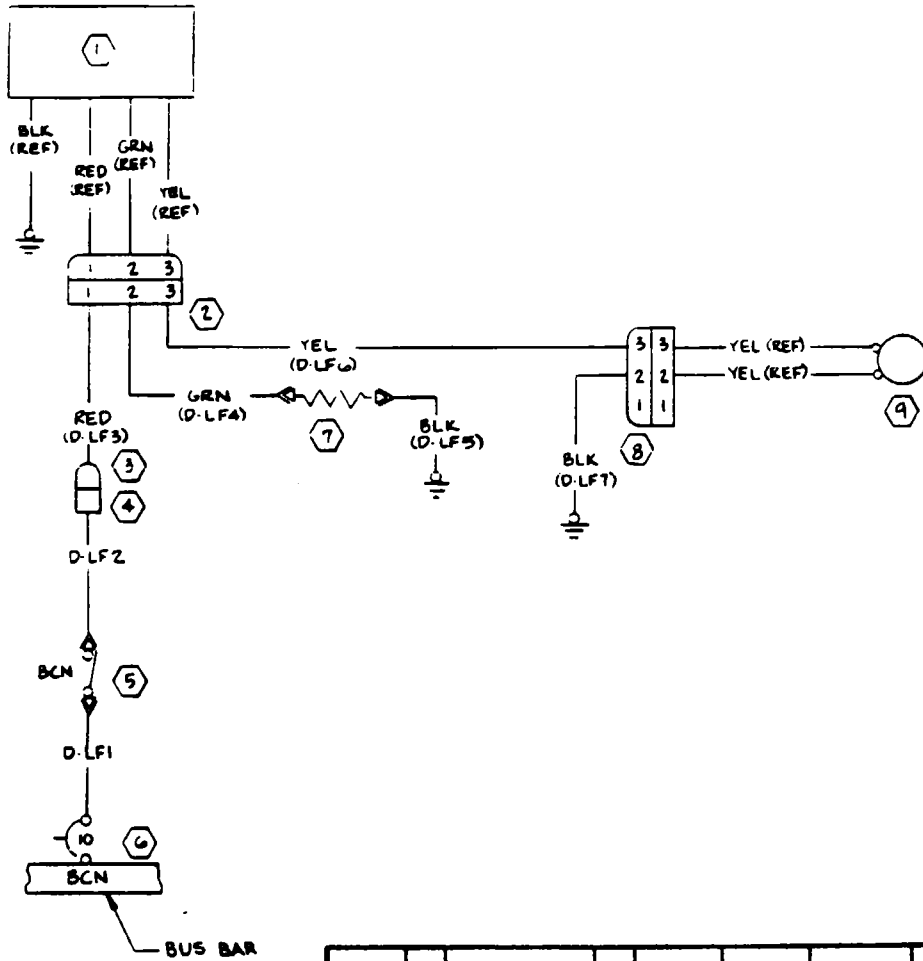 1
BLK
(REF)
RED
(REF)
GRN
(REF)
YEL
(REF)
1 2 3
1 2 3
2
YEL
(D-LF6)
GRN
(D-LF4)
7
BLK
(D-LF5)
3 3
2 2
1 1
8
YEL (REF)
YEL (REF)
9
BLK
(D-LF7)
RED
(D-LF3)
3
4
D-LF2
BCN
5
D-LF1
10
6
BCN
BUS BAR